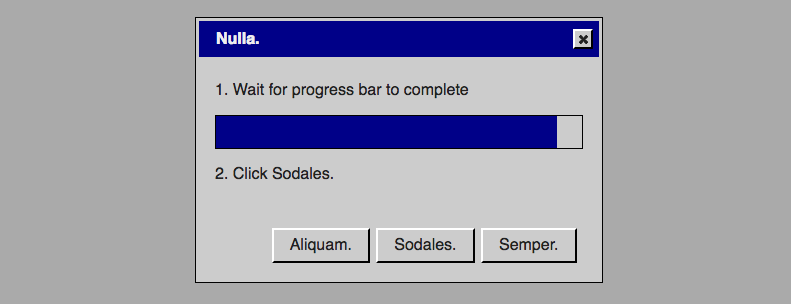 Nulla.
1. Wait for progress bar to complete
2. Click Sodales.
Aliquam. Sodales. Semper.